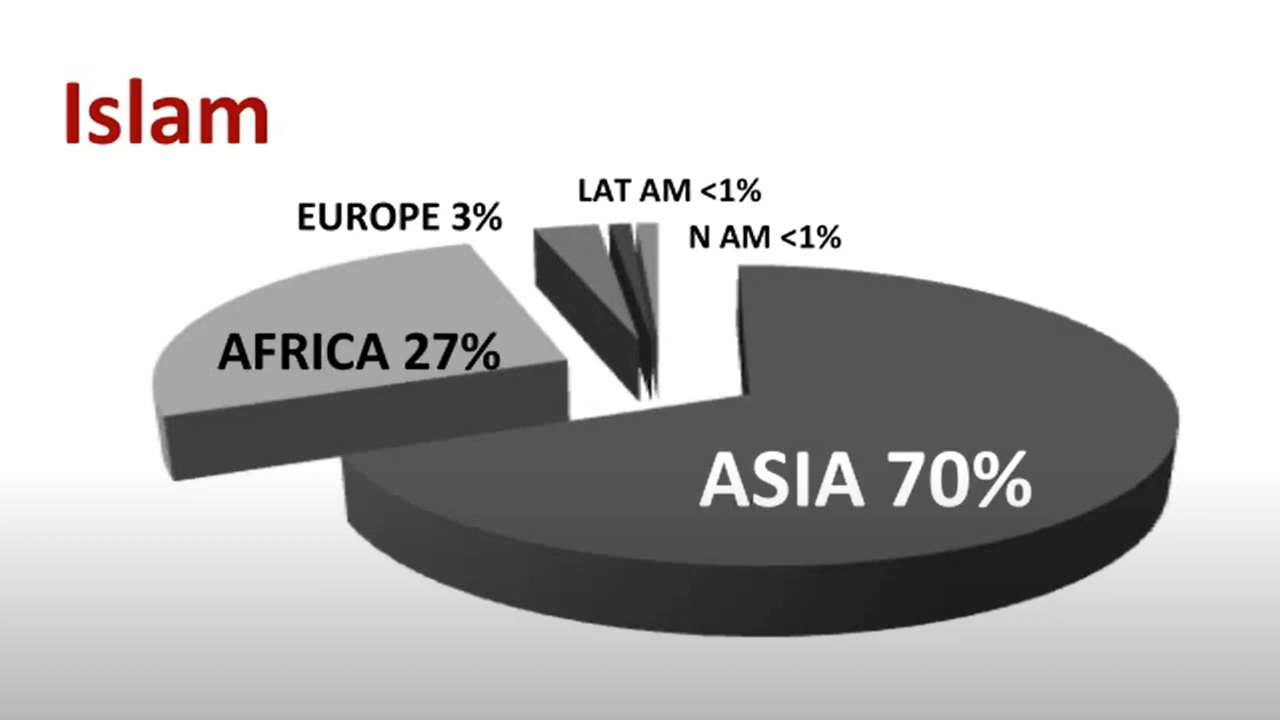 Islam
LAT AM <1%
EUROPE 3%
N AM <1%
AFRICA 27%
ASIA 70%